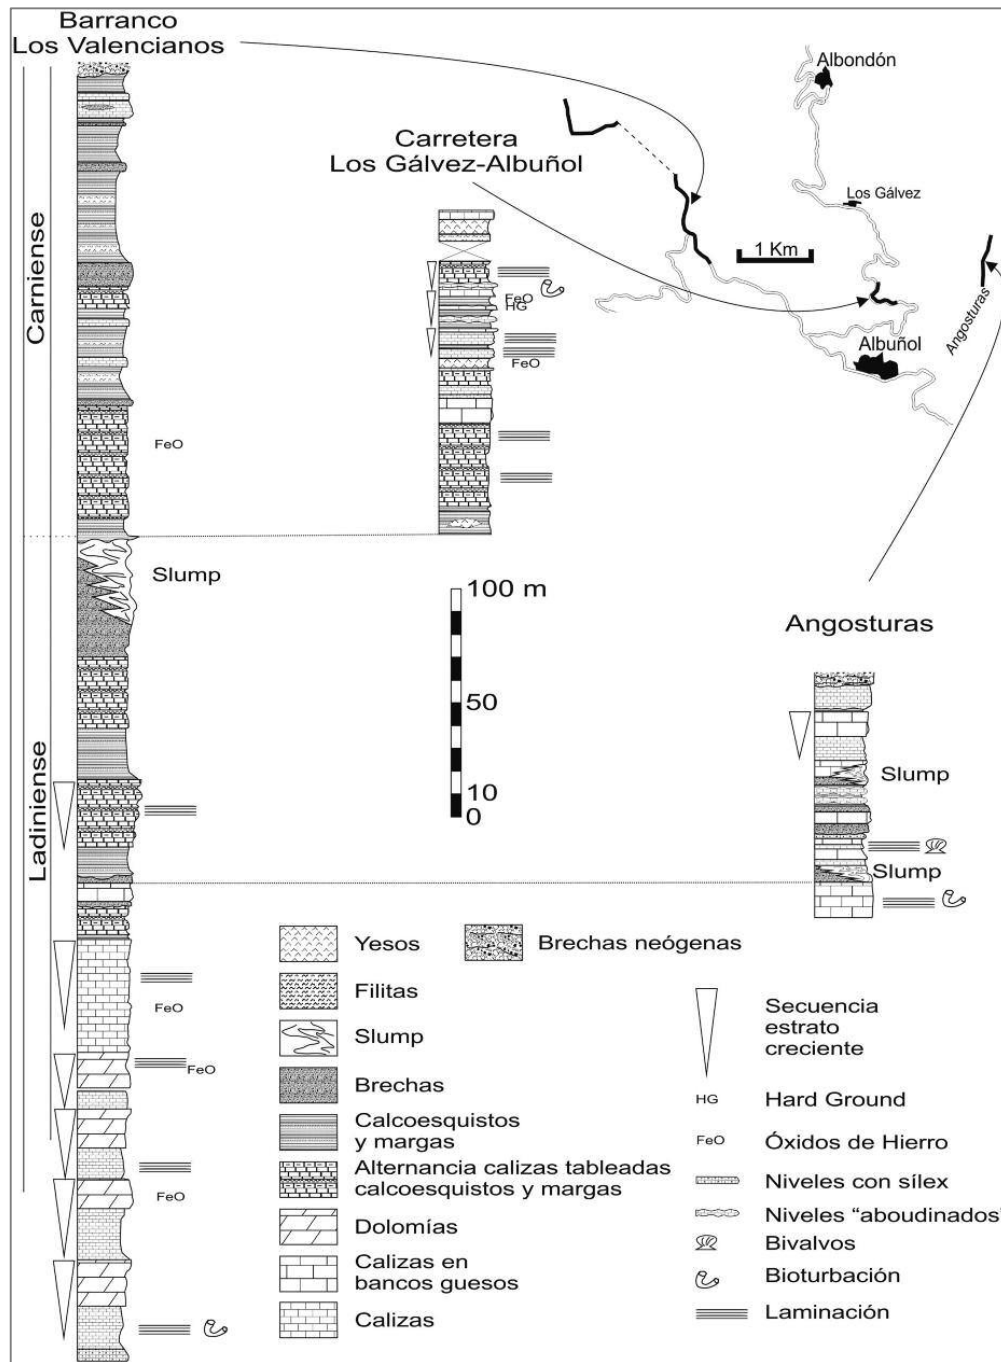 Barranco
Los Valencianos
Albondón
Carretera
Los Gálvez-Albuñol
Los Gálvez
1 Km
Carniense
FeO
HG
Angosturas
Albuñol
FeO
FeO
Slump
100 m
Angosturas
50
Slump
10
0
Ladiniense
Slump
Yesos
Brechas neógenas
Filitas
FeO
Secuencia
estrato
creciente
Slump
FeO
Brechas
HG Hard Ground
Calcoesquistos
y margas
FeO Óxidos de Hierro
Alternancia calizas tableadas
calcoesquistos y margas
Niveles con sílex
FeO
Niveles "aboudinados"
Dolomías
Bivalvos
Calizas en
bancos guesos
Bioturbación
Calizas
Laminación